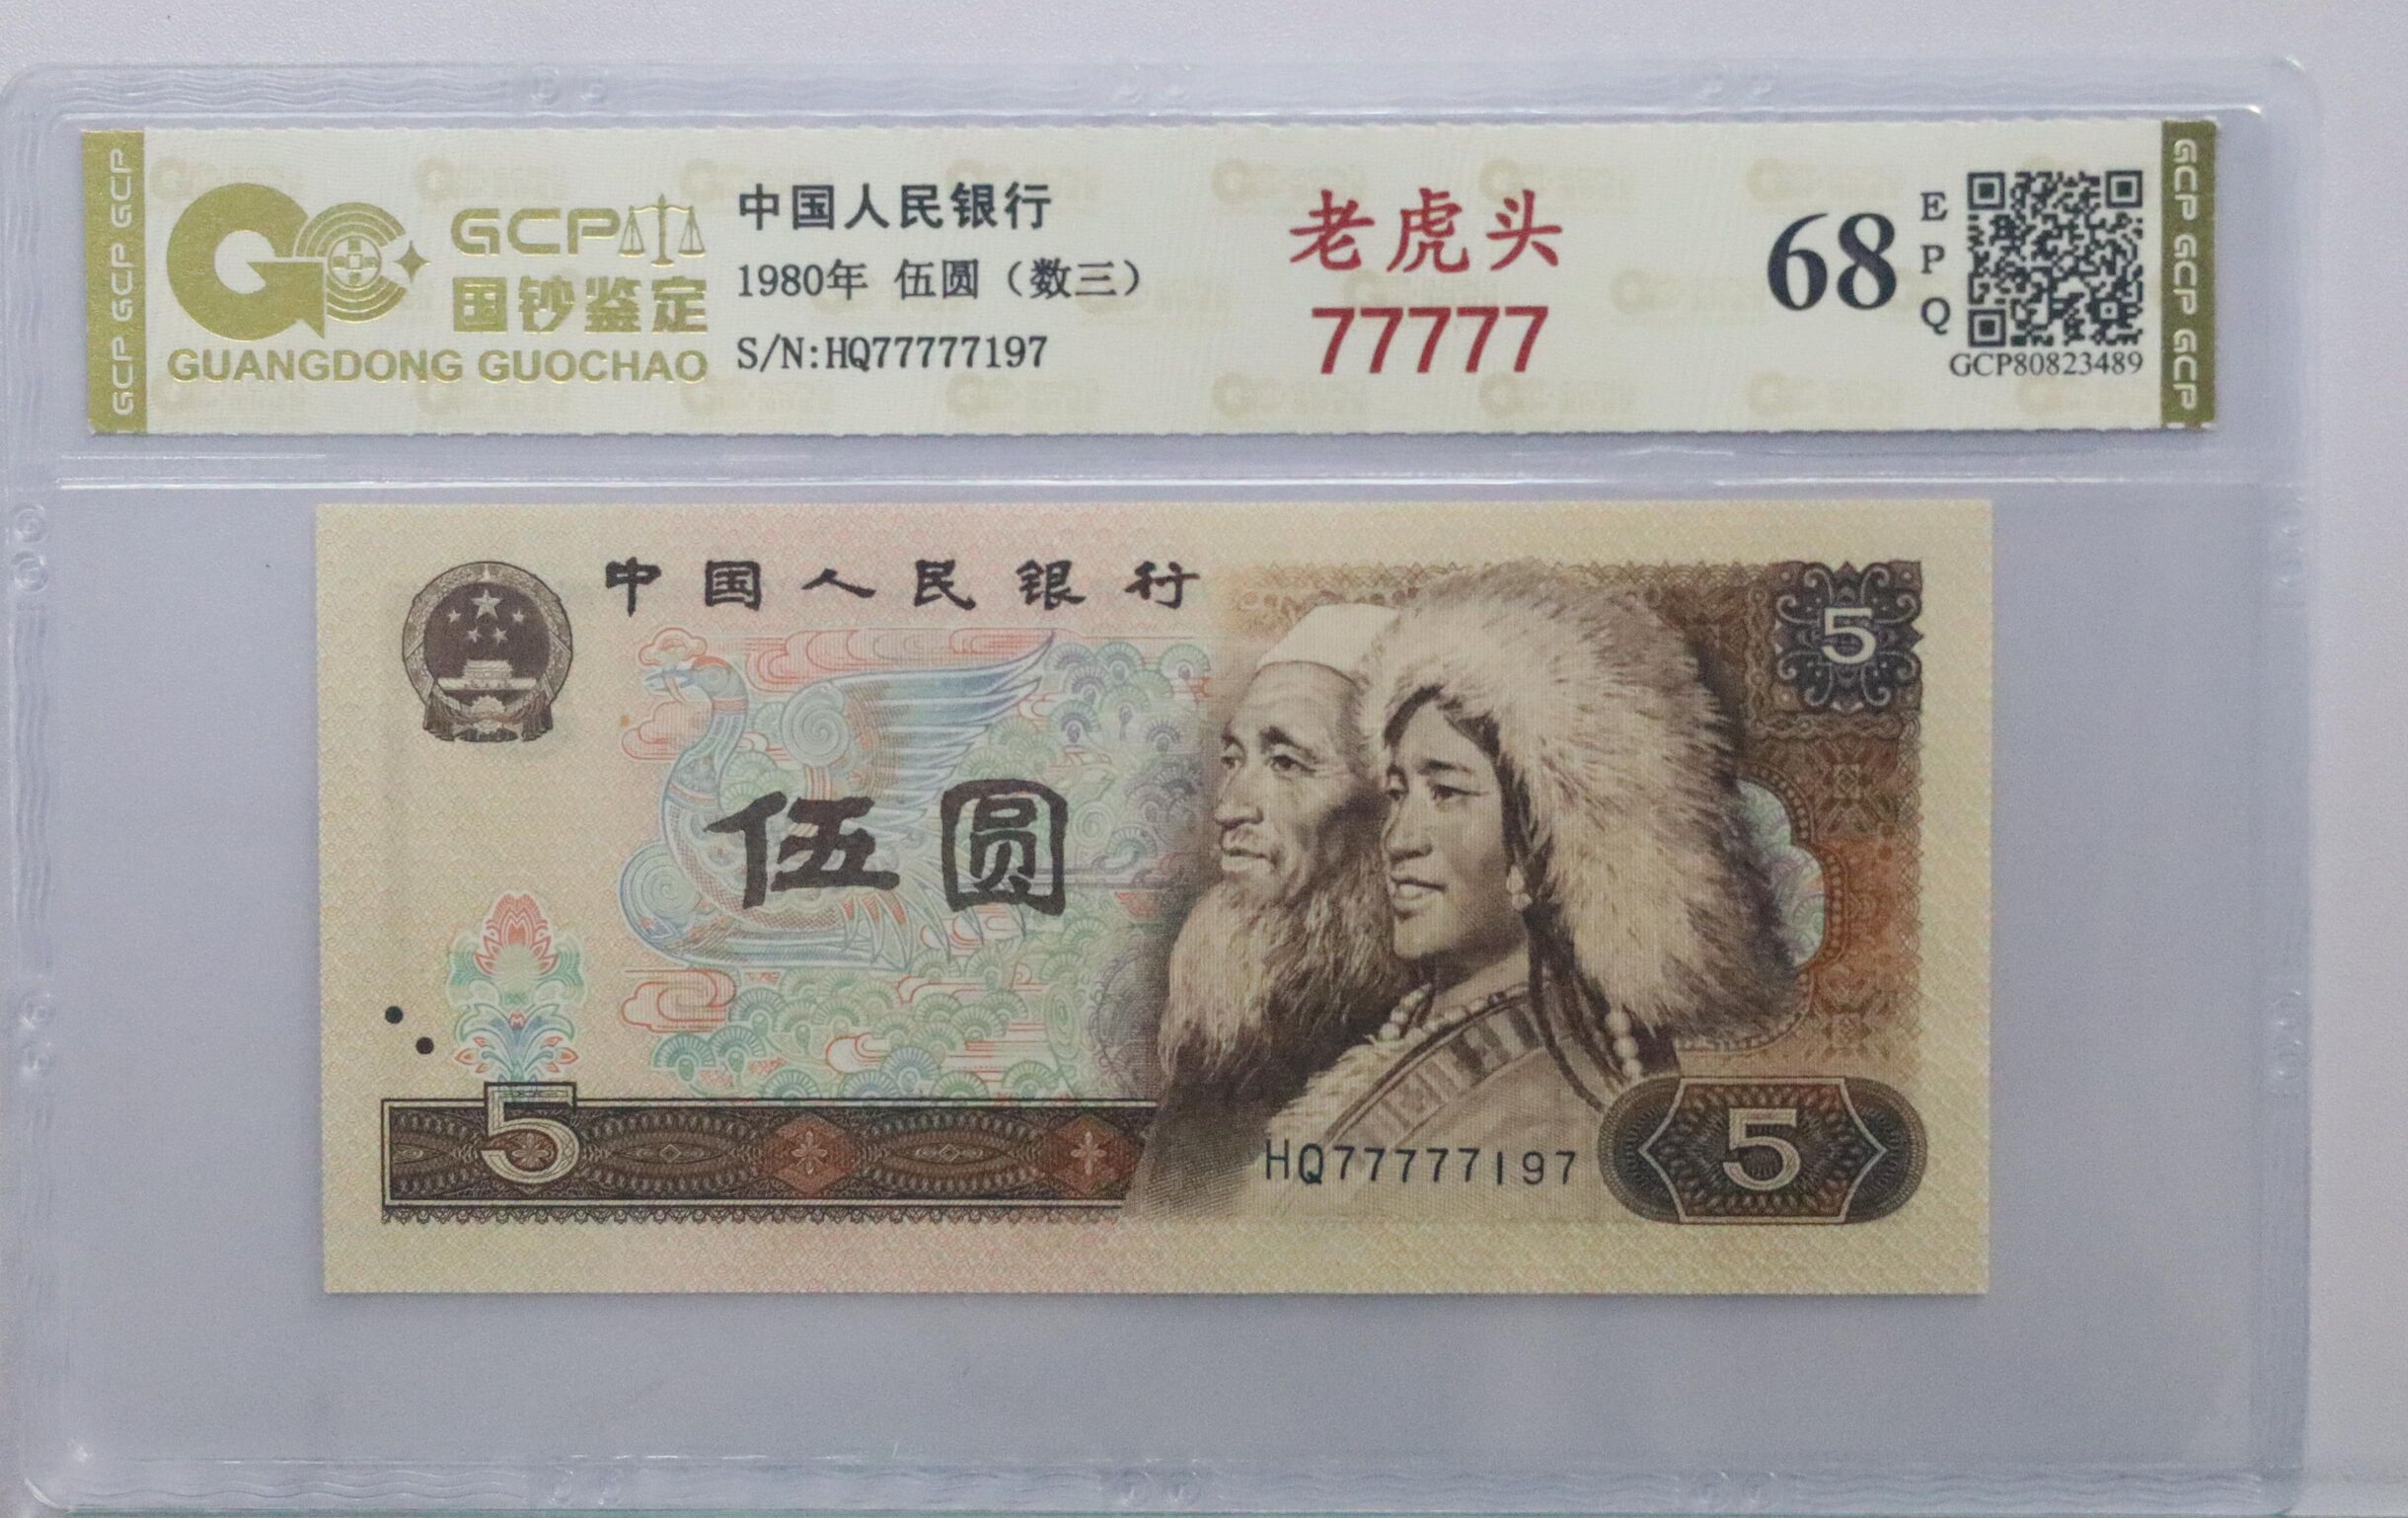 GCP GCP GCP
GCP
国钞鉴定
GUANGDONG GUOCHAO
中国人民银行
1980年 伍圆（数三）
S/N:HQ77777197
老虎头
77777
68
E
P
Q
GCP80823489
GCP GCP GCP
中国人民银行
5
伍圆
5
HQ77777197
5